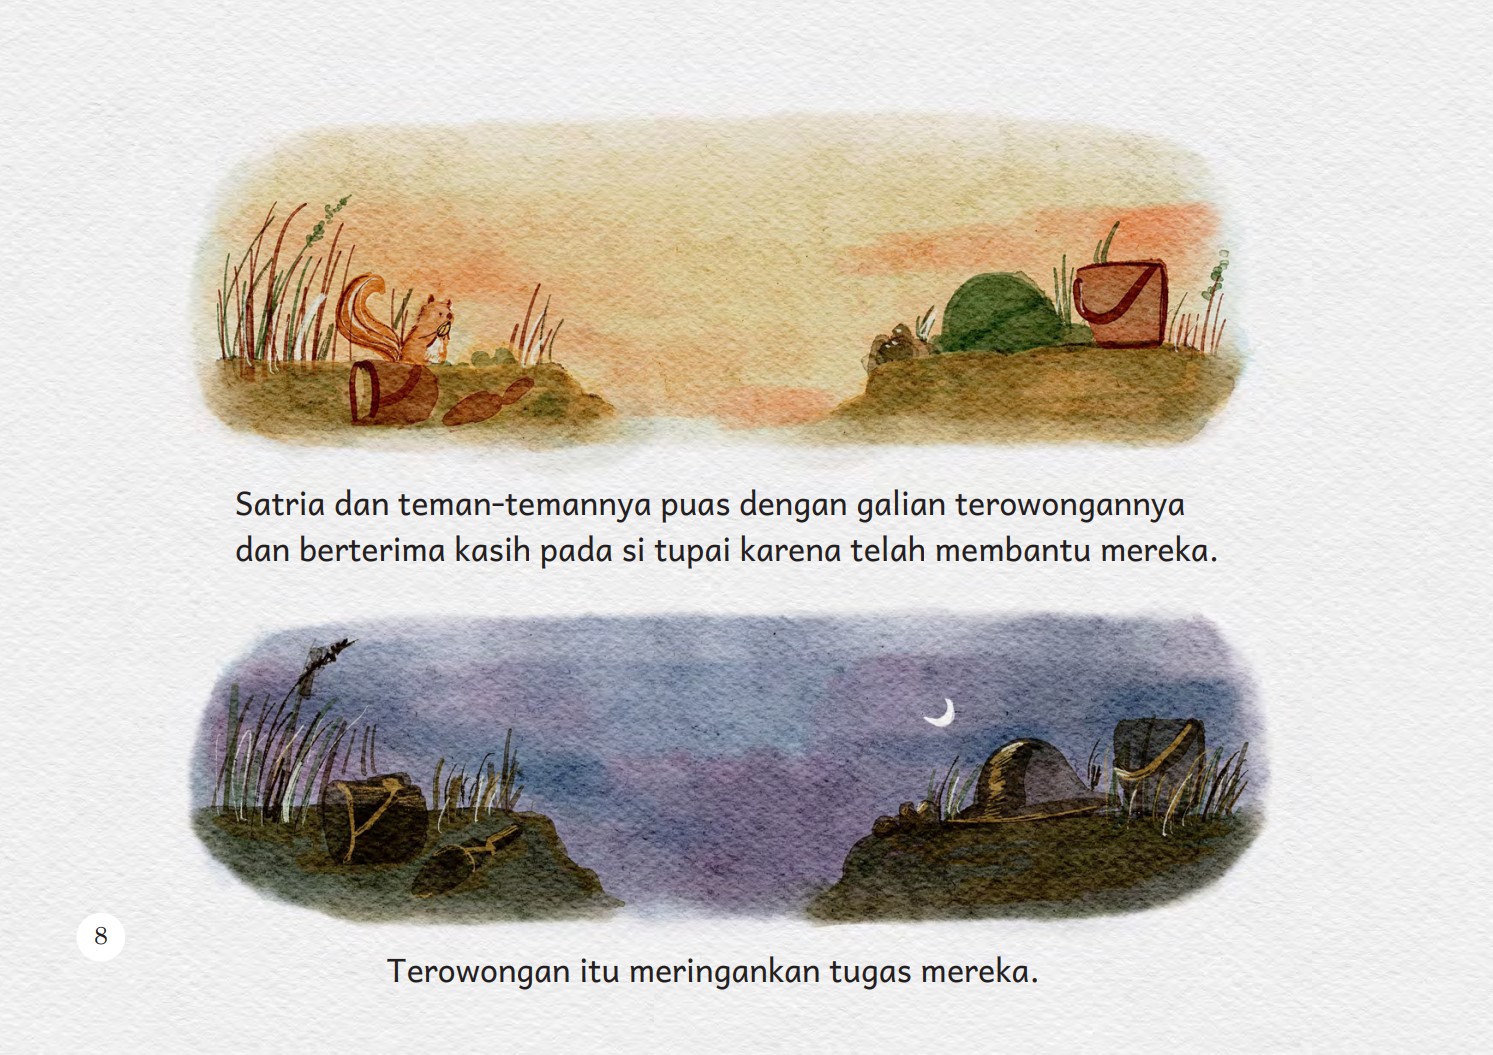 Satria dan teman-temannya puas dengan galian terowongannya
dan berterima kasih pada si tupai karena telah membantu mereka.
8
Terowongan itu meringankan tugas mereka.